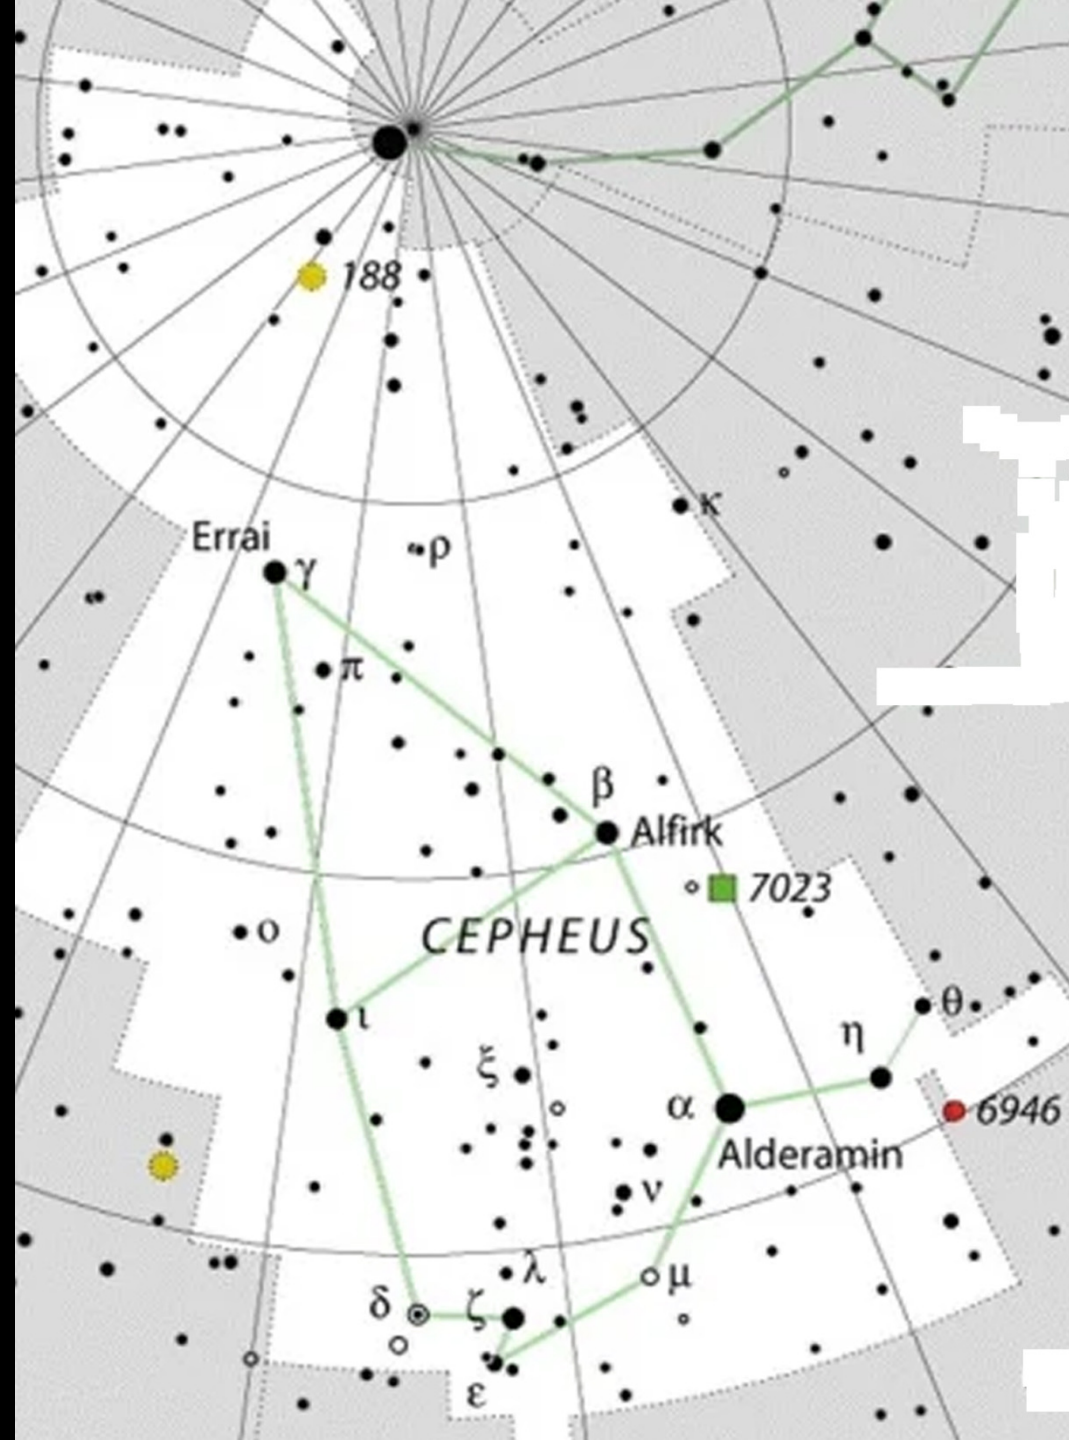 188
κ
Errai
ρ
γ
π
β
Alfirk
7023
ο
CEPHEUS
θ
ι
η
ξ
α
6946
Alderamin
ν
λ
μ
δ
ζ
ε